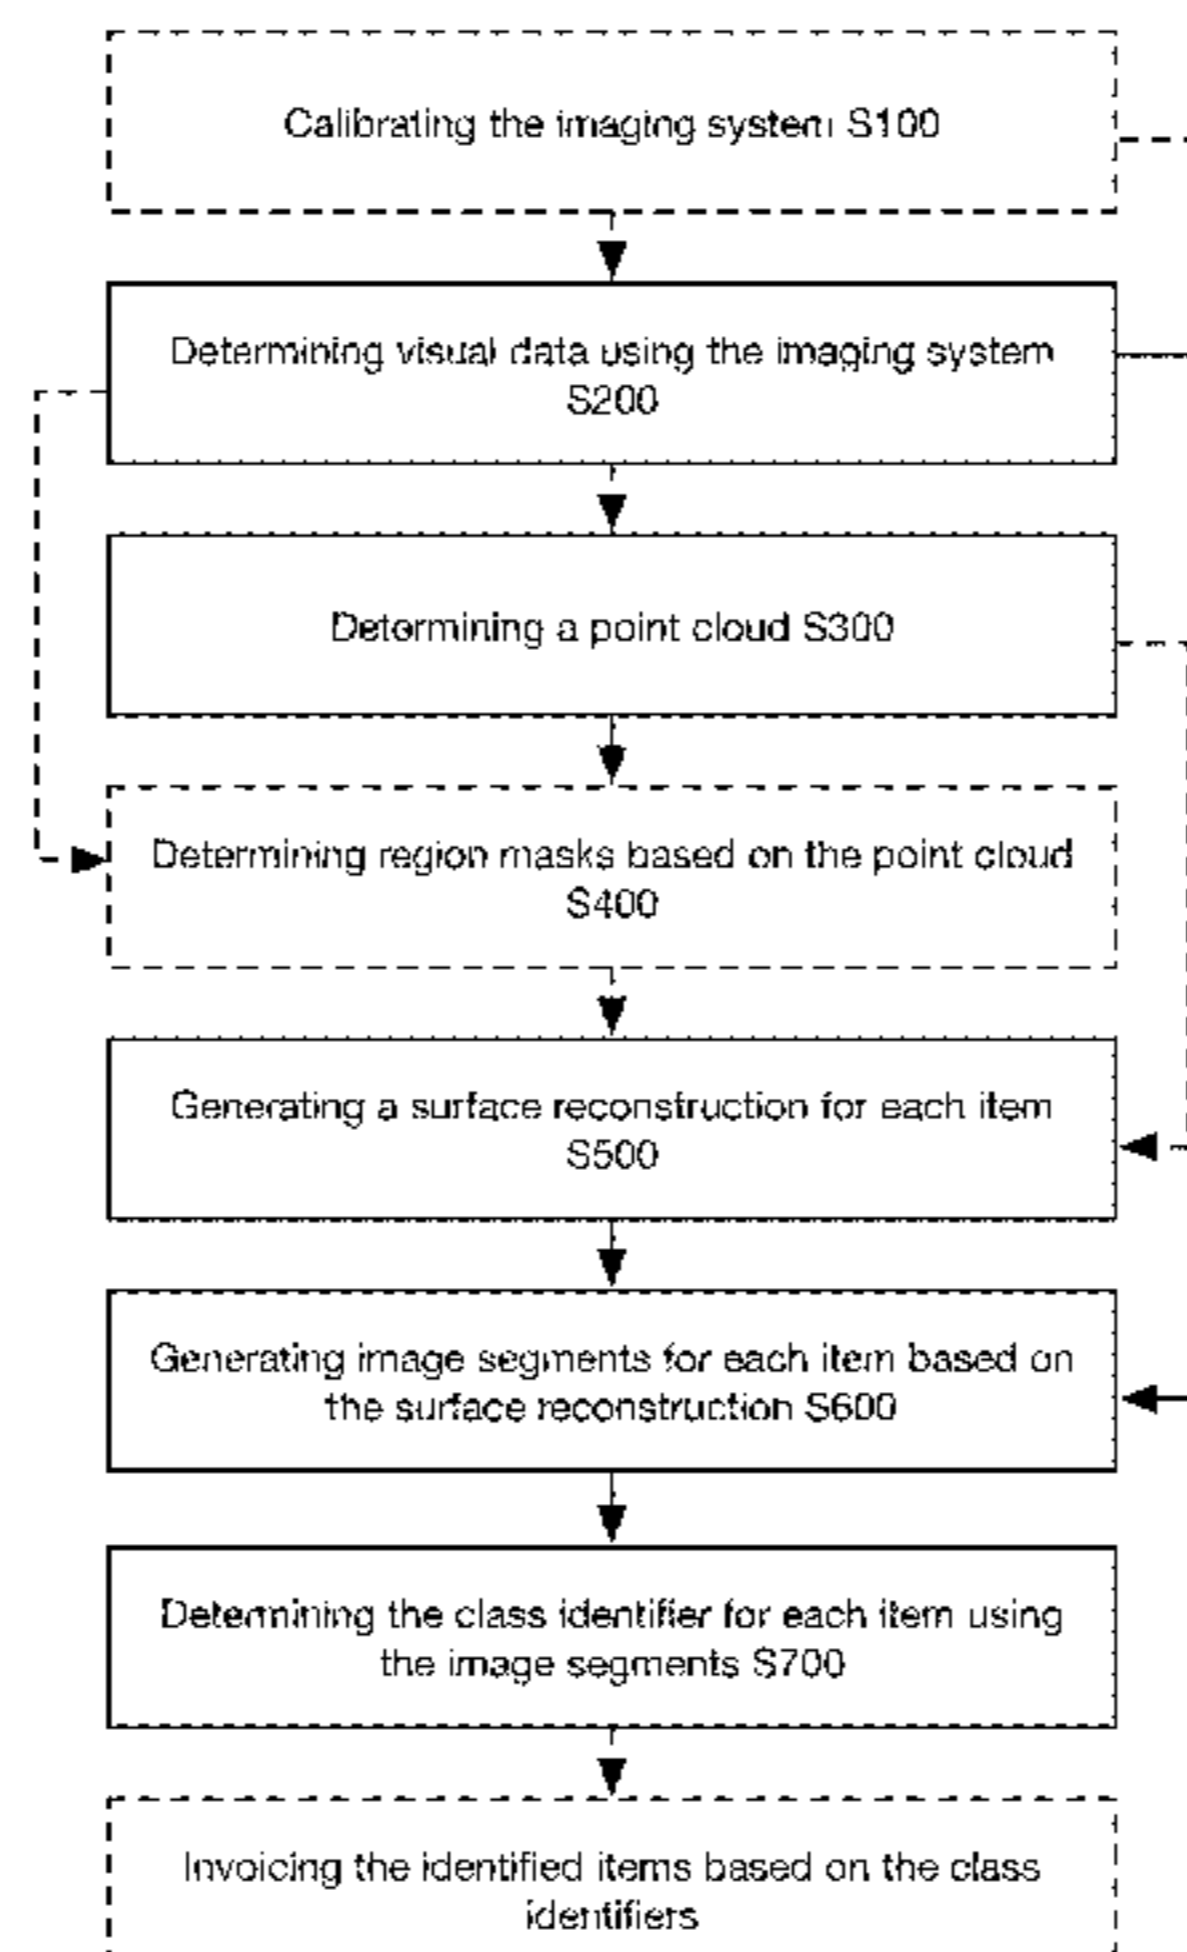 Calibrating the imaging system S100
Determining visual data using the imaging system
S200
Determining a point cloud S300
Determining region masks based on the point cloud
S400
Generating a surface reconstruction for each item
S500
Generating image segments for each item based on
the surface reconstruction S600
Determining the class identifier for each item using
the image segments S700
Invoicing the identified items based on the class
identifiers